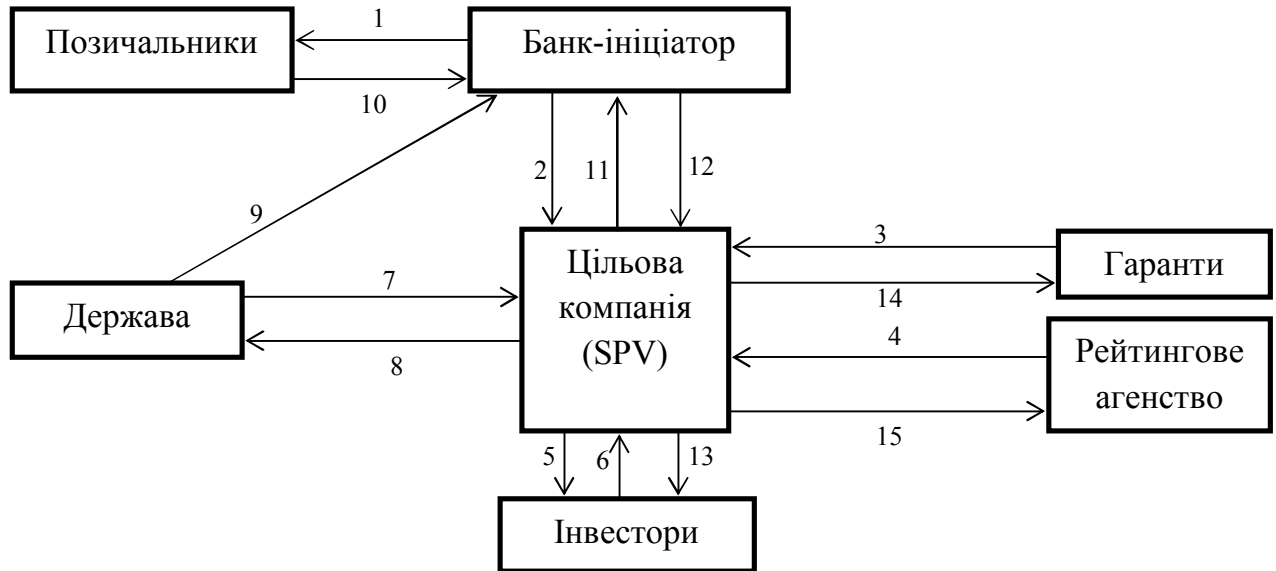 1
Позичальники
Банк-ініціатор
10
2
11
12
9
3
Цільова
компанія
(SPV)
Гаранти
7
14
Держава
4
Рейтингове
агенство
8
15
5
6
13
Інвестори